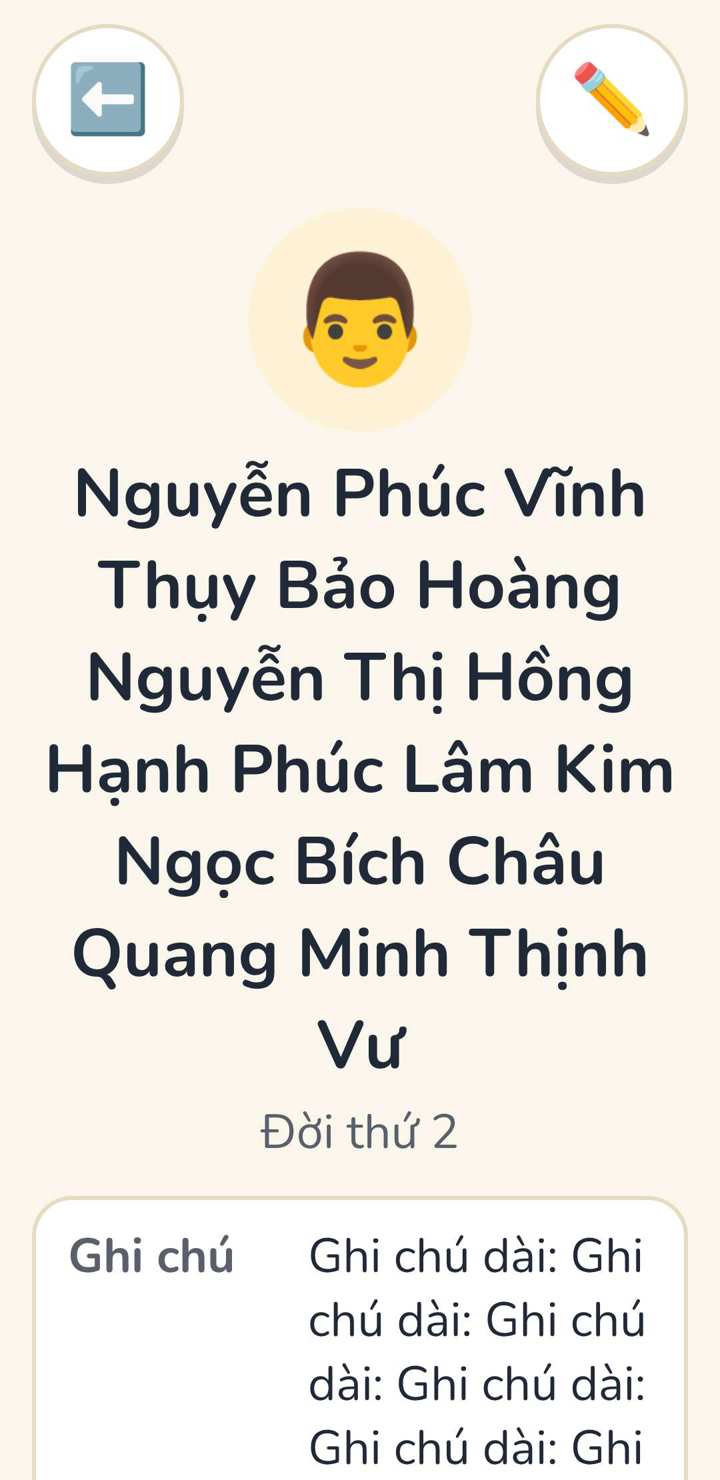 Nguyễn Phúc Vĩnh
Thụy Bảo Hoàng
Nguyễn Thị Hồng
Hạnh Phúc Lâm Kim
Ngọc Bích Châu
Quang Minh Thịnh
Vư
Đời thứ 2
Ghi chú
Ghi chú dài: Ghi
chú dài: Ghi chú
dài: Ghi chú dài:
Ghi chú dài: Ghi